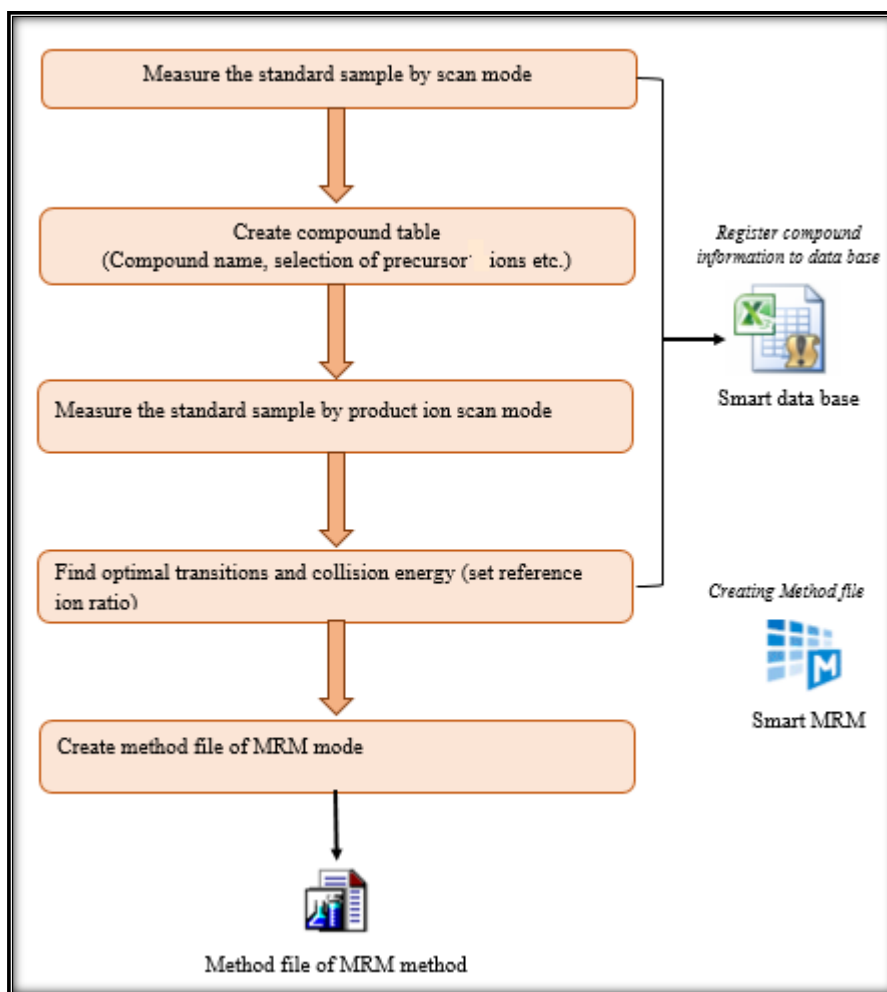 Measure the standard sample by scan mode
Create compound table
(Compound name, selection of precursor ions etc.)
Register compound
information to data base
Smart data base
Measure the standard sample by product ion scan mode
Find optimal transitions and collision energy (set reference
ion ratio)
Creating Method file
M
Smart MRM
Create method file of MRM mode
Method file of MRM method